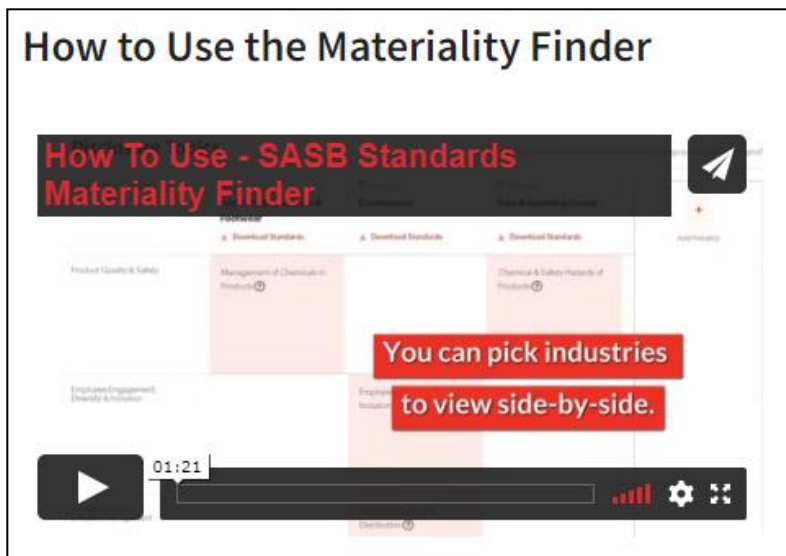 How to Use the Materiality Finder
How To Use - SASB Standards
Materiality Finder
Footwear
Download Standards
Download Standards
Download Standards
Add Industry
Product Quality & Safety
Management of Chemicals in
Products
Chemical & Safety Hazards of
Products
You can pick industries
to view side-by-side.
Employee Engagement,
Diversity & Inclusion
Inclusion
01:21
Distribution